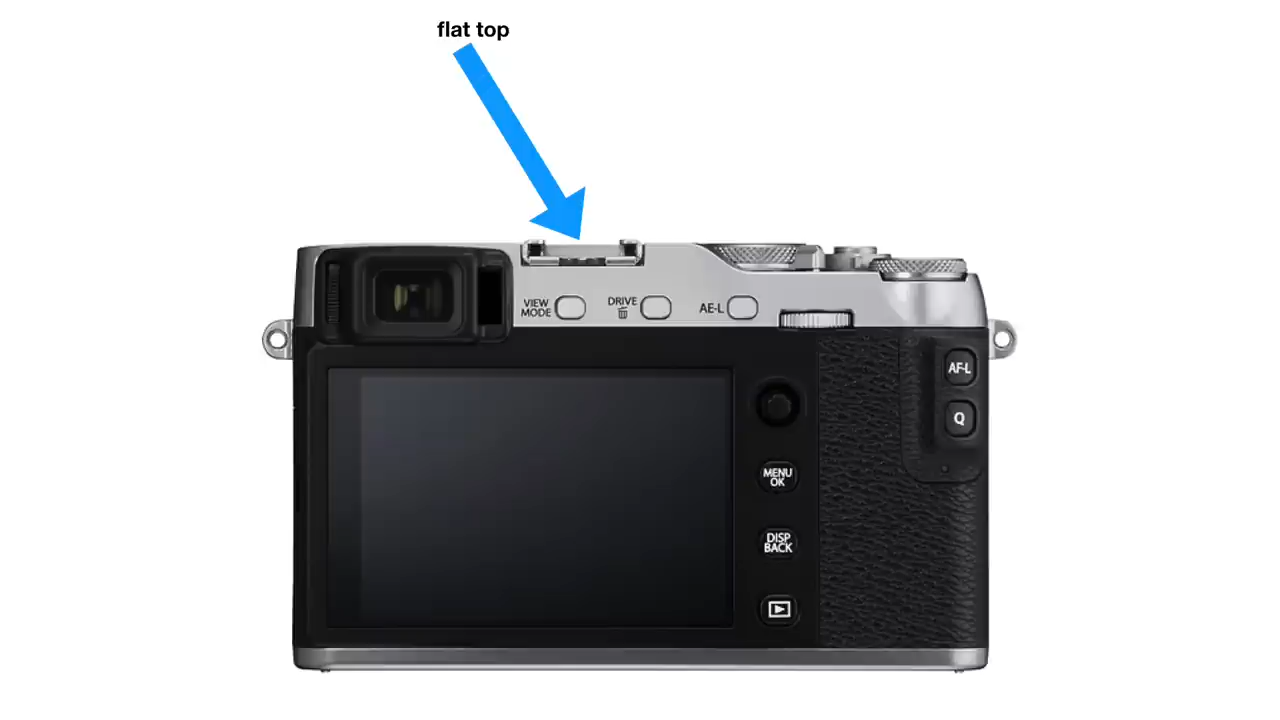 flat top
VIEW
MODE
DRIVE
AE-L
AF-L
Q
MENU
OK
DISP
BACK